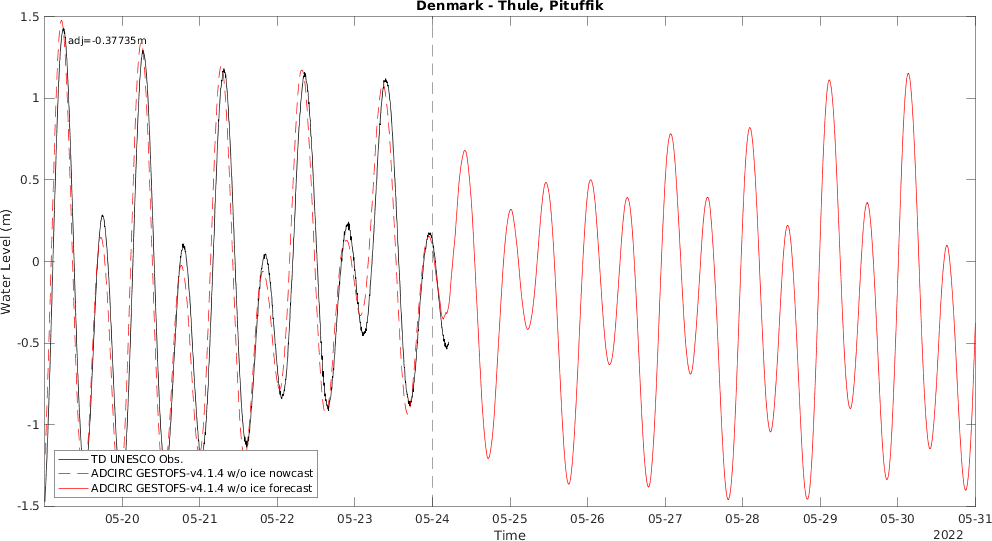 Denmark - Thule, Pituffik
1.5
adj=-0.37735m
1
0.5
0
-0.5
-1
-1.5
Water Level (m)
TD UNESCO Obs.
ADCIRC GESTOFS-v4.1.4 w/o ice nowcast
ADCIRC GESTOFS-v4.1.4 w/o ice forecast
05-20 05-21 05-22 05-23 05-24 05-25 05-26 05-27 05-28 05-29 05-30 05-31
Time
2022